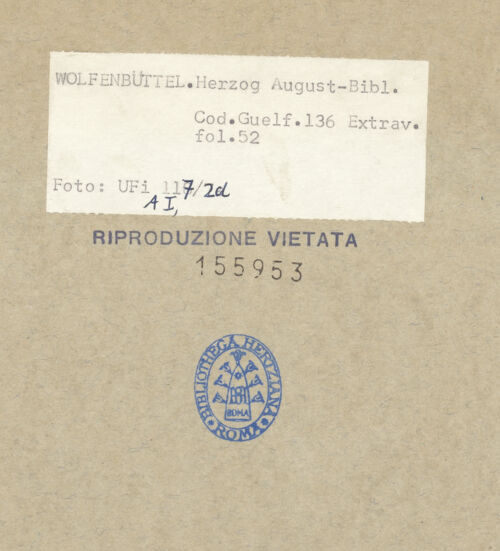 WOLFENBÜTTEL.Herzog August-Bibl.
Cod.Guelf.136 Extrav.
fol.52
Foto: UFi 117/2d
A I,
RIPRODUZIONE VIETATA
155953
BIBLIOTHECA HERTZIANA
ROMA